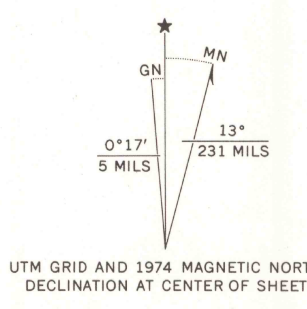 ★
MN
GN
0°17′
5 MILS
13°
231 MILS
UTM GRID AND 1974 MAGNETIC NORT
DECLINATION AT CENTER OF SHEET